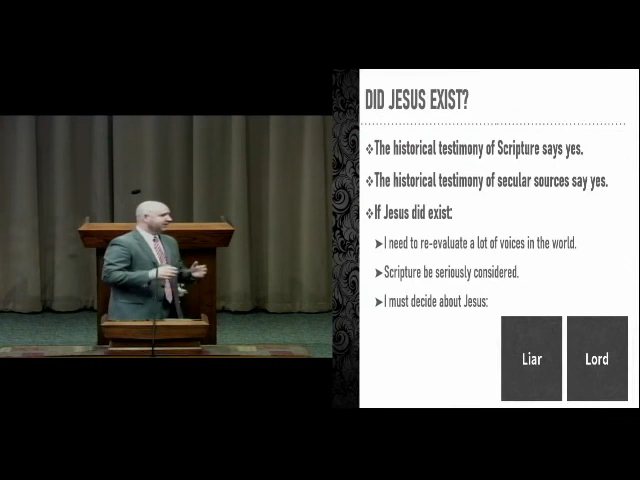 DID JESUS EXIST?
❖The historical testimony of Scripture says yes.
❖The historical testimony of secular sources say yes.
❖If Jesus did exist:
➤I need to re-evaluate a lot of voices in the world.
➤Scripture be seriously considered.
➤I must decide about Jesus:
Liar
Lord